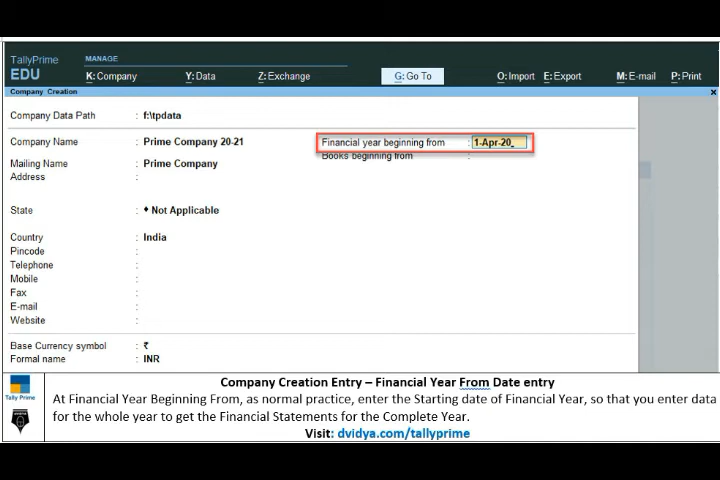 TallyPrime MANAGE
EDU K: Company Y: Data Z: Exchange G: Go To O: Import E: Export M: E-mail P: Print
Company Creation x
Company Data Path : f:\tpdata
Company Name : Prime Company 20-21 Financial year beginning from : 1-Apr-20_
Mailing Name : Prime Company Books beginning from :
Address :
State : ♦ Not Applicable
Country : India
Pincode :
Telephone :
Mobile :
Fax :
E-mail :
Website :
Base Currency symbol : ₹
Formal name : INR
Company Creation Entry – Financial Year From Date entry
At Financial Year Beginning From, as normal practice, enter the Starting date of Financial Year, so that you enter data
for the whole year to get the Financial Statements for the Complete Year.
Tally Prime
Visit: dvidya.com/tallyprime